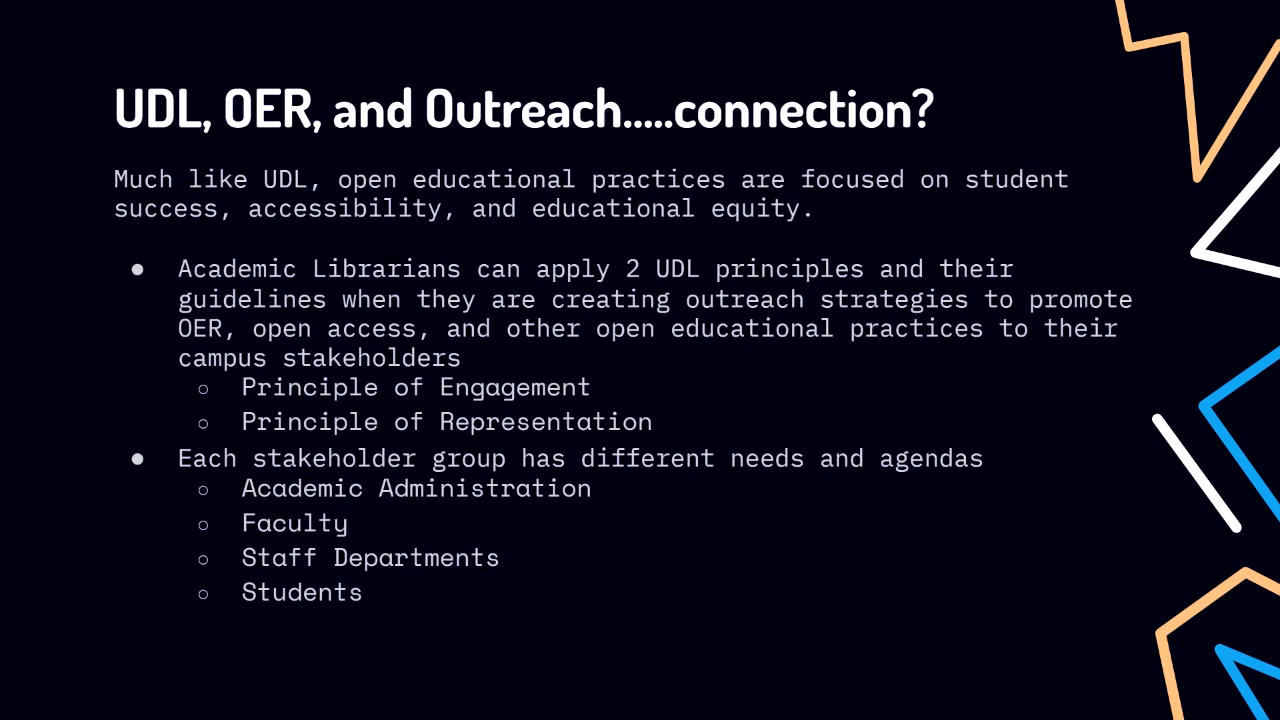 UDL, OER, and Outreach.....connection?
Much like UDL, open educational practices are focused on student
success, accessibility, and educational equity.
● Academic Librarians can apply 2 UDL principles and their
guidelines when they are creating outreach strategies to promote
OER, open access, and other open educational practices to their
campus stakeholders
○ Principle of Engagement
○ Principle of Representation
● Each stakeholder group has different needs and agendas
○ Academic Administration
○ Faculty
○ Staff Departments
○ Students